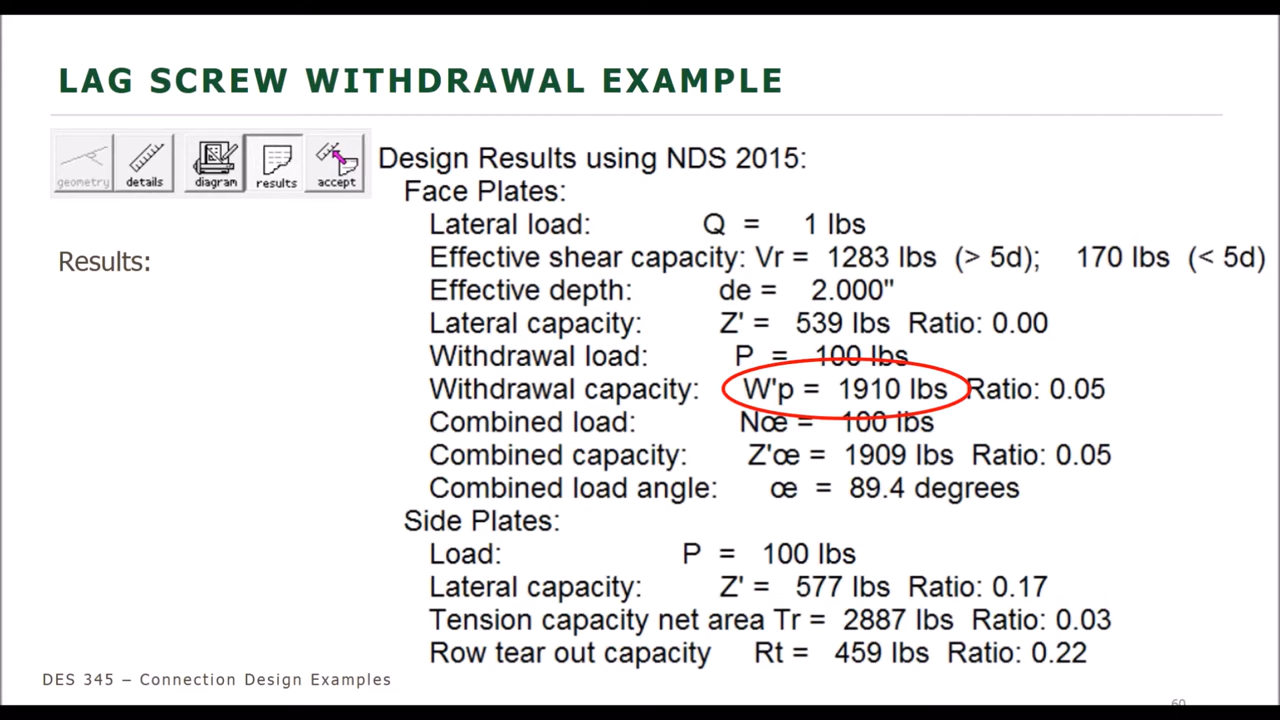 LAG SCREW WITHDRAWAL EXAMPLE
geometry details diagram results accept
Results:
Design Results using NDS 2015:
Face Plates:
Lateral load: Q = 1 lbs
Effective shear capacity: Vr = 1283 lbs (> 5d); 170 lbs (< 5d)
Effective depth: de = 2.000"
Lateral capacity: Z' = 539 lbs Ratio: 0.00
Withdrawal load: P = 100 lbs
Withdrawal capacity: W'p = 1910 lbs Ratio: 0.05
Combined load: Nœ = 100 lbs
Combined capacity: Z'œ = 1909 lbs Ratio: 0.05
Combined load angle: œ = 89.4 degrees
Side Plates:
Load: P = 100 lbs
Lateral capacity: Z' = 577 lbs Ratio: 0.17
Tension capacity net area Tr = 2887 lbs Ratio: 0.03
Row tear out capacity Rt = 459 lbs Ratio: 0.22
DES 345 – Connection Design Examples
60